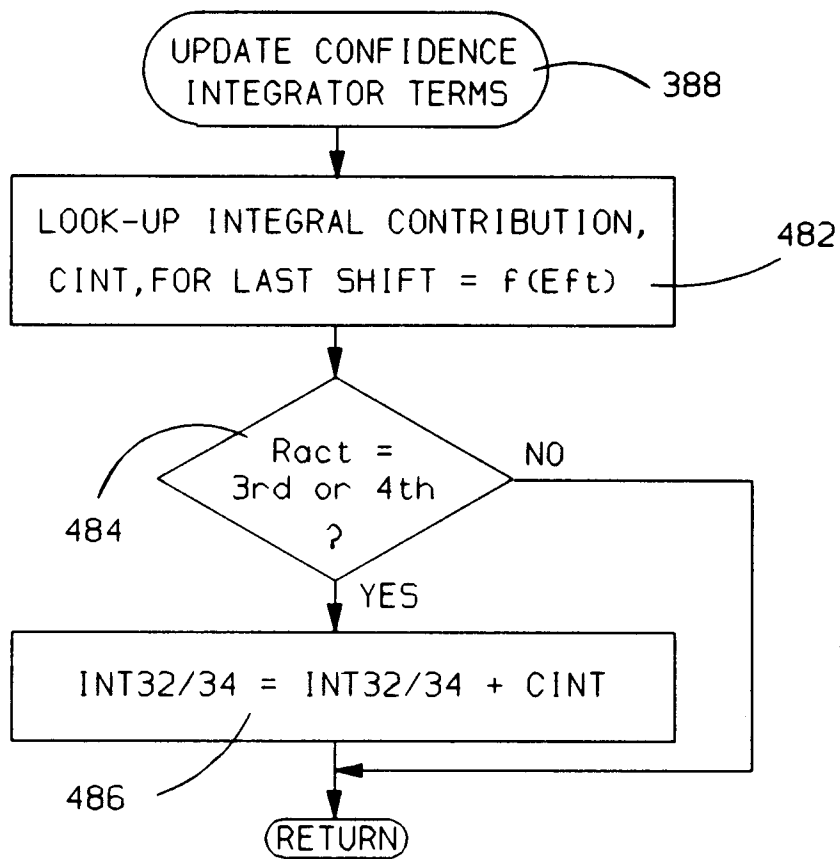 UPDATE CONFIDENCE
INTEGRATOR TERMS
388
LOOK-UP INTEGRAL CONTRIBUTION,
CINT, FOR LAST SHIFT = f(Eft)
482
Ract =
3rd or 4th
?
NO
484
YES
INT32/34 = INT32/34 + CINT
486
RETURN